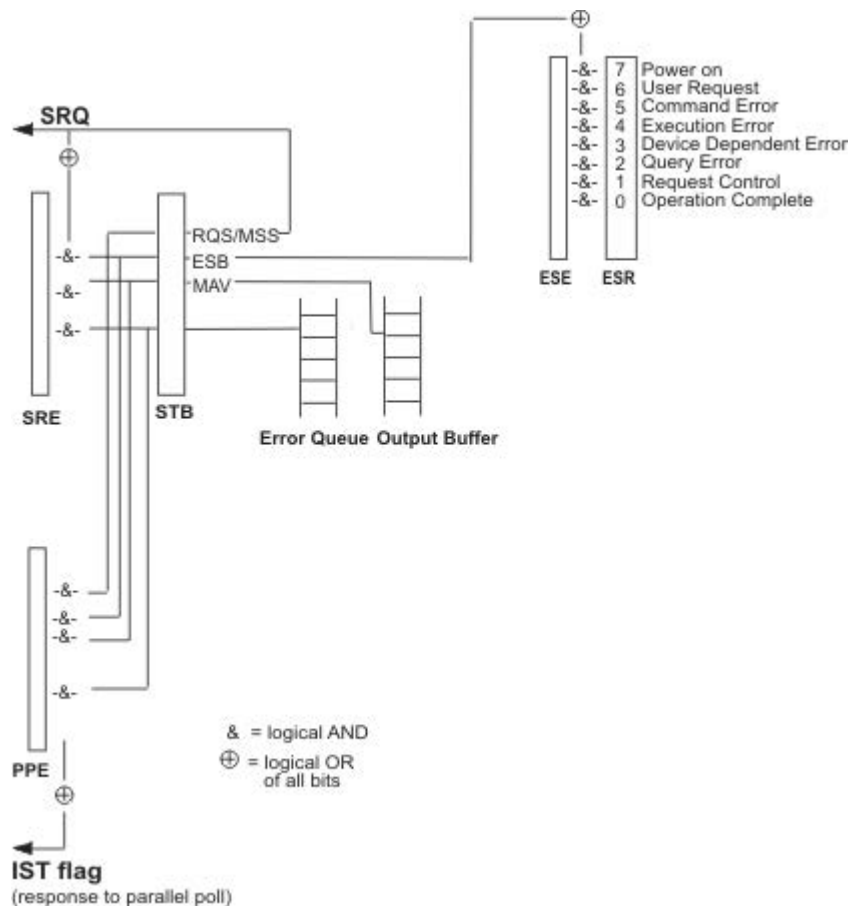 -&- 7 Power on
-&- 6 User Request
-&- 5 Command Error
-&- 4 Execution Error
-&- 3 Device Dependent Error
-&- 2 Query Error
-&- 1 Request Control
-&- 0 Operation Complete
ESE ESR
SRQ
RQS/MSS
-&- ESB
-&- MAV
-&-
SRE STB
Error Queue Output Buffer
-&-
-&-
-&-
-&-
PPE
& = logical AND
⊕ = logical OR
of all bits
IST flag
(response to parallel poll)